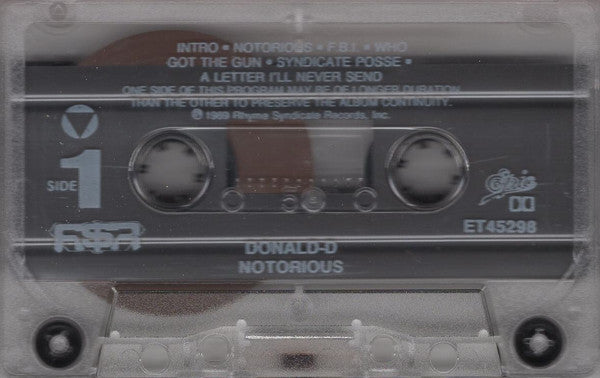 INTRO • NOTORIOUS • F.B.I. • WHO
GOT THE GUN • SYNDICATE POSSE •
A LETTER I'LL NEVER SEND
ONE SIDE OF THIS PROGRAM MAY BE OF LONGER DURATION
THAN THE OTHER TO PRESERVE THE ALBUM CONTINUITY.
℗ 1989 Rhyme Syndicate Records, Inc.
SIDE 1
Epic
ET45298
DONALD-D
NOTORIOUS